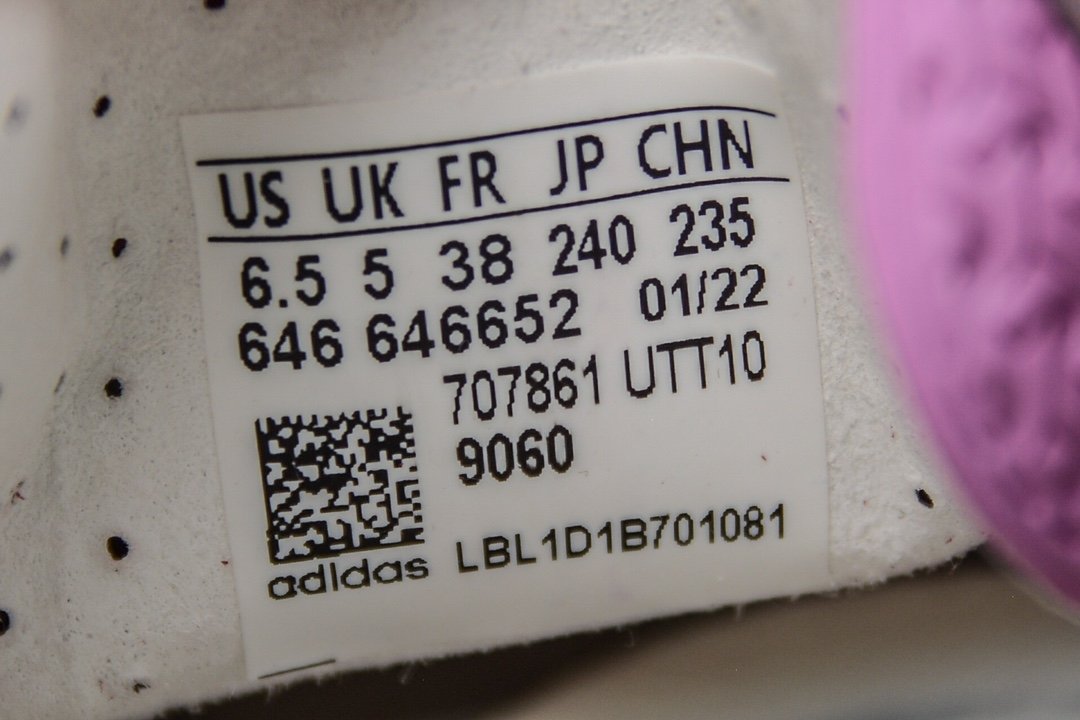 US UK FR JP CHN
6.5 5 38 240 235
646 646652 01/22
707861 UTT10
9060
adidas LBL1D1B701081